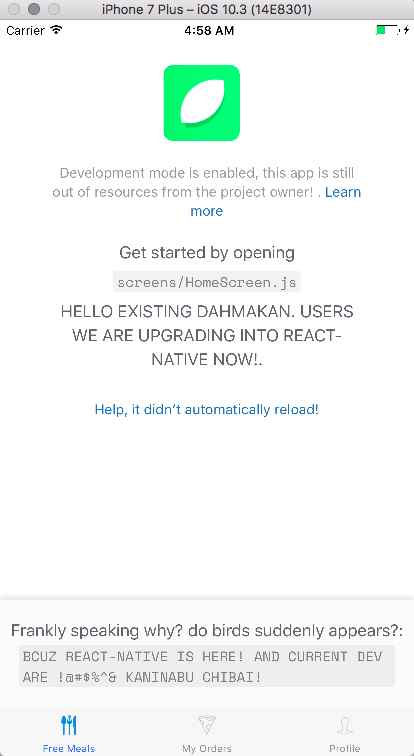 iPhone 7 Plus – iOS 10.3 (14E8301)
Carrier 4:58 AM
Development mode is enabled, this app is still
out of resources from the project owner! . Learn
more
Get started by opening
screens/HomeScreen.js
HELLO EXISTING DAHMAKAN. USERS
WE ARE UPGRADING INTO REACT-
NATIVE NOW!.
Help, it didn’t automatically reload!
Frankly speaking why? do birds suddenly appears?:
BCUZ REACT-NATIVE IS HERE! AND CURRENT DEV
ARE !@#$%^& KANINABU CHIBAI!
Free Meals My Orders Profile